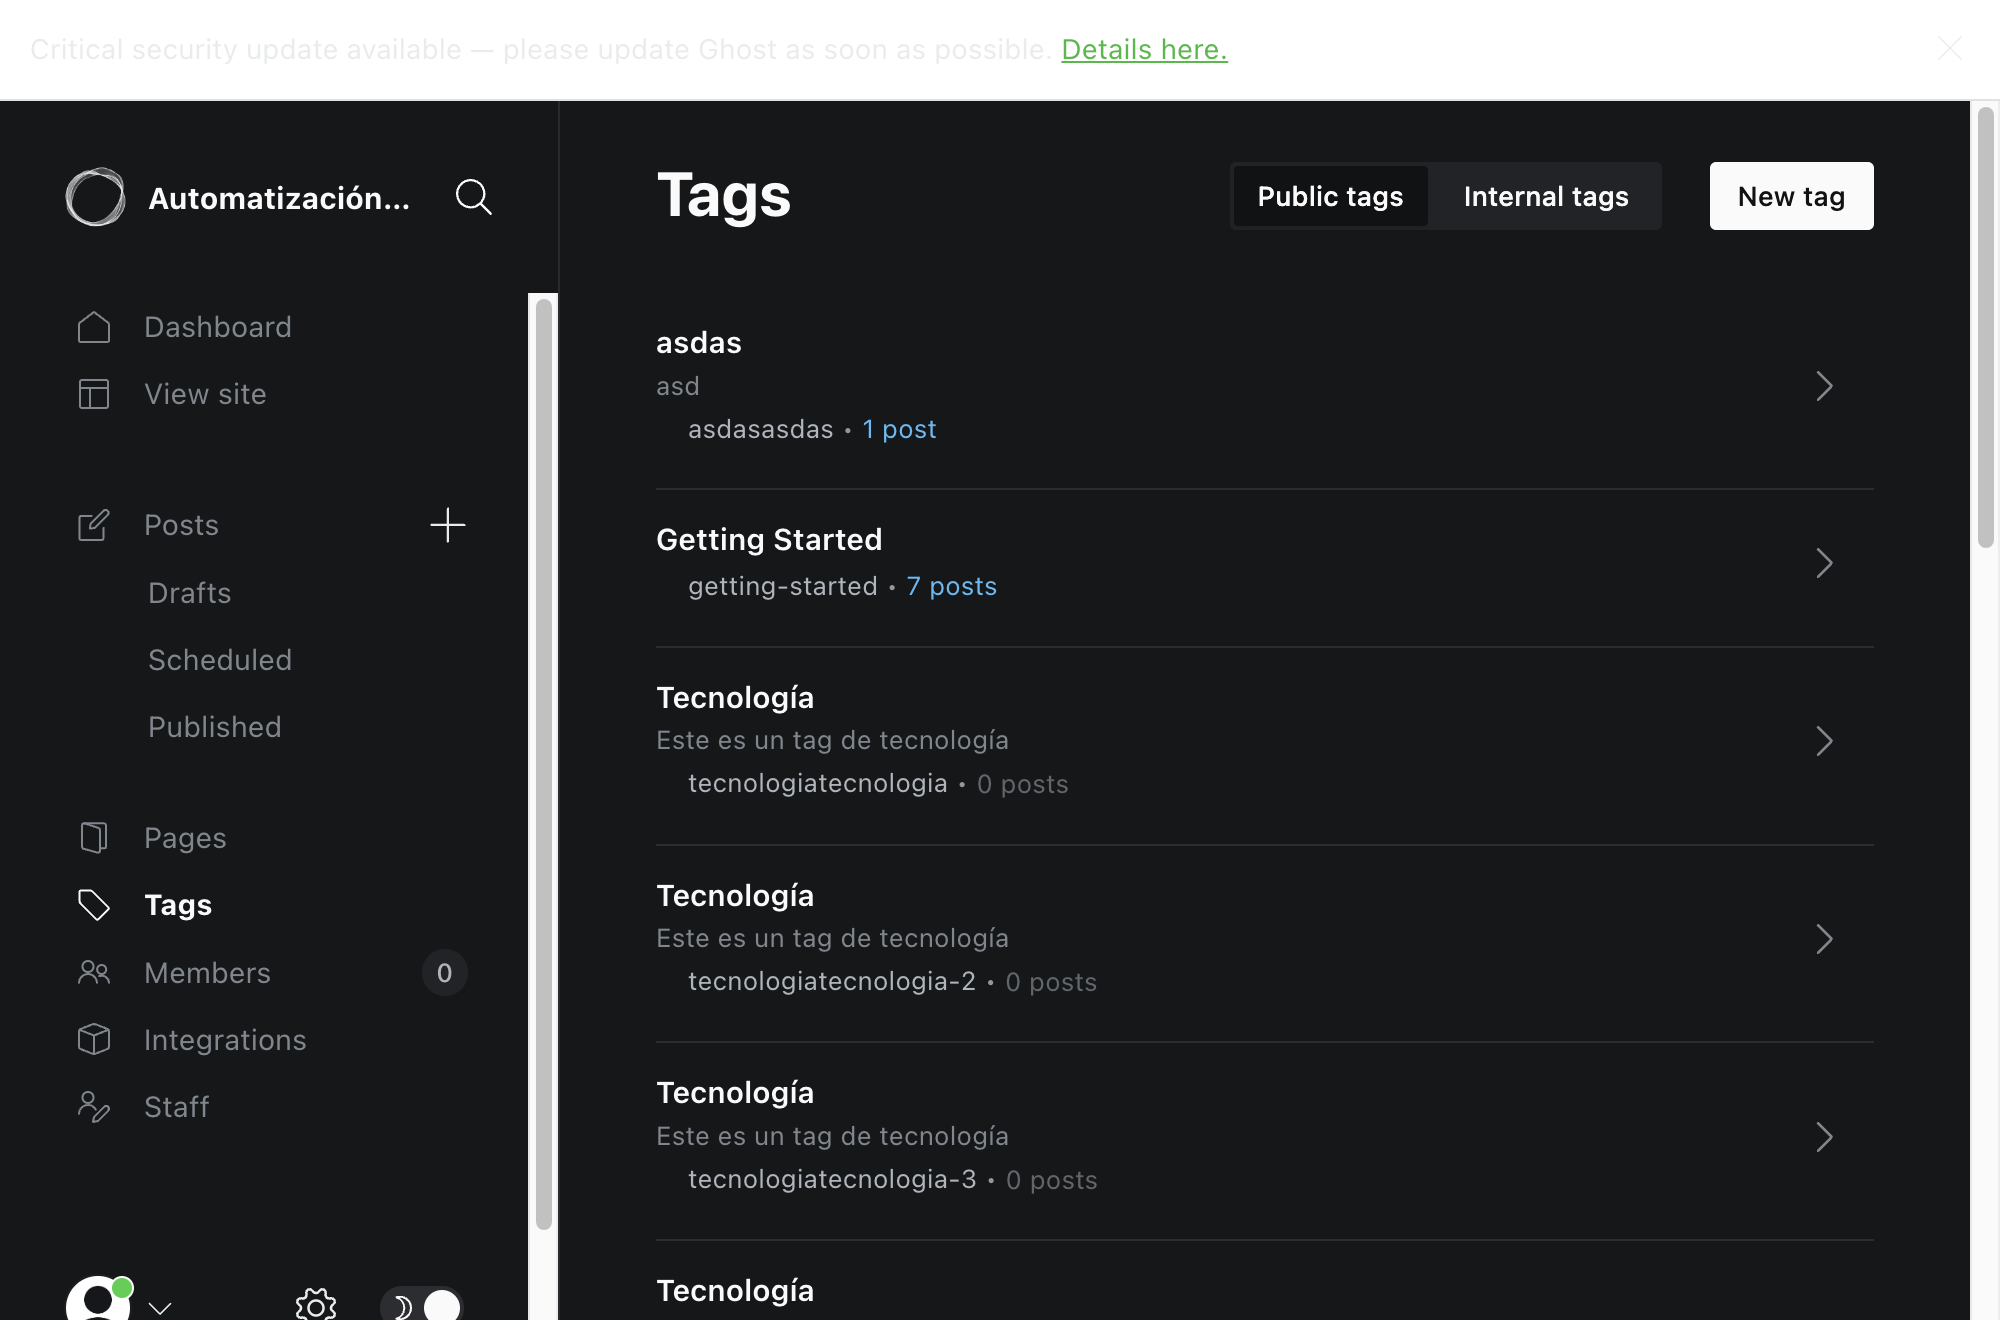 Critical security update available — please update Ghost as soon as possible. Details here.
Automatización...
Dashboard
View site
Posts
Drafts
Scheduled
Published
Pages
Tags
Members 0
Integrations
Staff
Tags
Public tags
Internal tags
New tag
asdas
asd
asdasasdas • 1 post
Getting Started
getting-started • 7 posts
Tecnología
Este es un tag de tecnología
tecnologiatecnologia • 0 posts
Tecnología
Este es un tag de tecnología
tecnologiatecnologia-2 • 0 posts
Tecnología
Este es un tag de tecnología
tecnologiatecnologia-3 • 0 posts
Tecnología